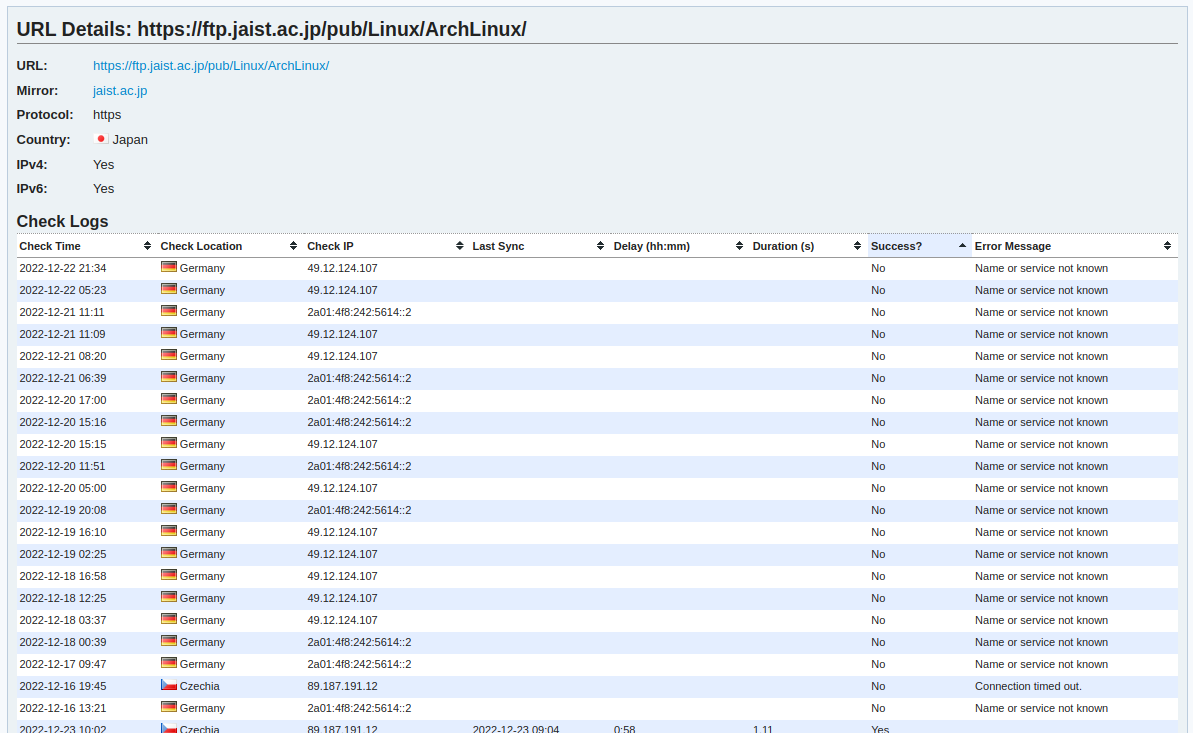 URL Details: https://ftp.jaist.ac.jp/pub/Linux/ArchLinux/
URL: https://ftp.jaist.ac.jp/pub/Linux/ArchLinux/
Mirror: jaist.ac.jp
Protocol: https
Country: Japan
IPv4: Yes
IPv6: Yes
Check Logs
Check Time Check Location Check IP Last Sync Delay (hh:mm) Duration (s) Success? Error Message
2022-12-22 21:34 Germany 49.12.124.107 No Name or service not known
2022-12-22 05:23 Germany 49.12.124.107 No Name or service not known
2022-12-21 11:11 Germany 2a01:4f8:242:5614::2 No Name or service not known
2022-12-21 11:09 Germany 49.12.124.107 No Name or service not known
2022-12-21 08:20 Germany 49.12.124.107 No Name or service not known
2022-12-21 06:39 Germany 2a01:4f8:242:5614::2 No Name or service not known
2022-12-20 17:00 Germany 2a01:4f8:242:5614::2 No Name or service not known
2022-12-20 15:16 Germany 2a01:4f8:242:5614::2 No Name or service not known
2022-12-20 15:15 Germany 49.12.124.107 No Name or service not known
2022-12-20 11:51 Germany 2a01:4f8:242:5614::2 No Name or service not known
2022-12-20 05:00 Germany 49.12.124.107 No Name or service not known
2022-12-19 20:08 Germany 2a01:4f8:242:5614::2 No Name or service not known
2022-12-19 16:10 Germany 49.12.124.107 No Name or service not known
2022-12-19 02:25 Germany 49.12.124.107 No Name or service not known
2022-12-18 16:58 Germany 49.12.124.107 No Name or service not known
2022-12-18 12:25 Germany 49.12.124.107 No Name or service not known
2022-12-18 03:37 Germany 49.12.124.107 No Name or service not known
2022-12-18 00:39 Germany 2a01:4f8:242:5614::2 No Name or service not known
2022-12-17 09:47 Germany 2a01:4f8:242:5614::2 No Name or service not known
2022-12-16 19:45 Czechia 89.187.191.12 No Connection timed out.
2022-12-16 13:21 Germany 2a01:4f8:242:5614::2 No Name or service not known
2022-12-23 10:02 Czechia 89.187.191.12 2022-12-23 09:04 0:58 1.11 Yes